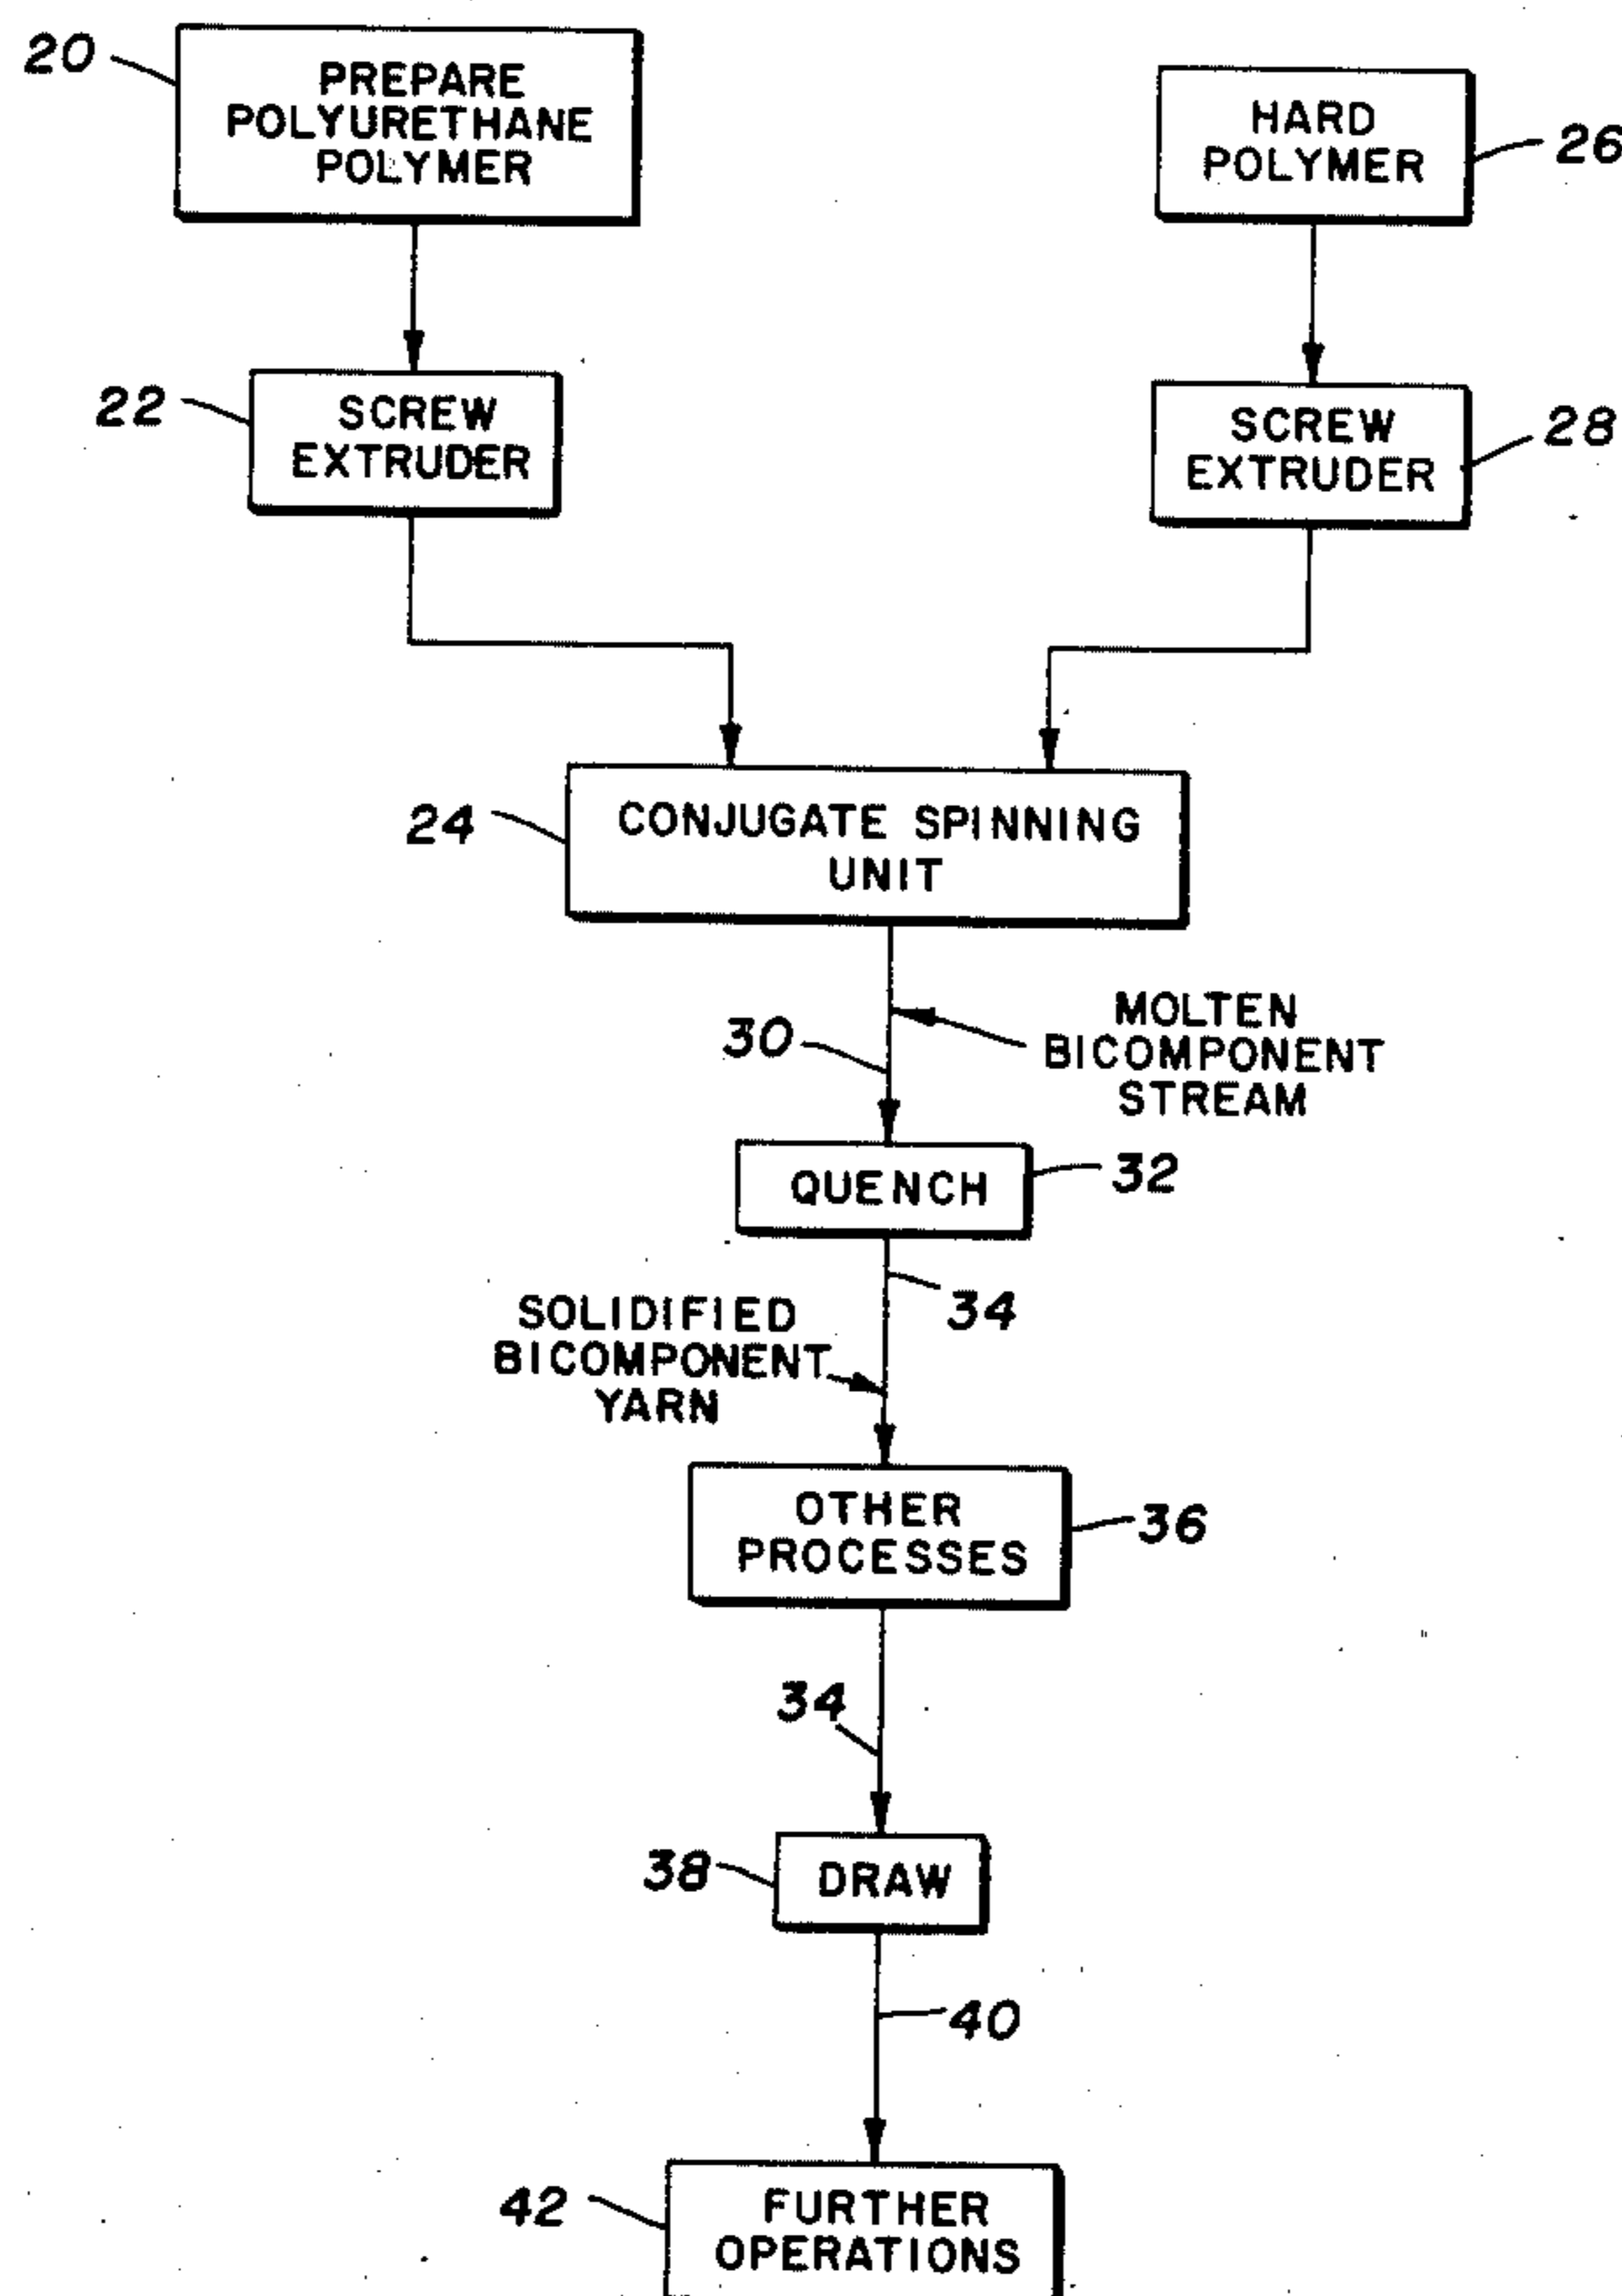 20
PREPARE
POLYURETHANE
POLYMER
HARD
POLYMER
26
22
SCREW
EXTRUDER
SCREW
EXTRUDER
28
24
CONJUGATE SPINNING
UNIT
30
MOLTEN
BICOMPONENT
STREAM
QUENCH
32
34
SOLIDIFIED
BICOMPONENT
YARN
OTHER
PROCESSES
36
34
38
DRAW
40
42
FURTHER
OPERATIONS